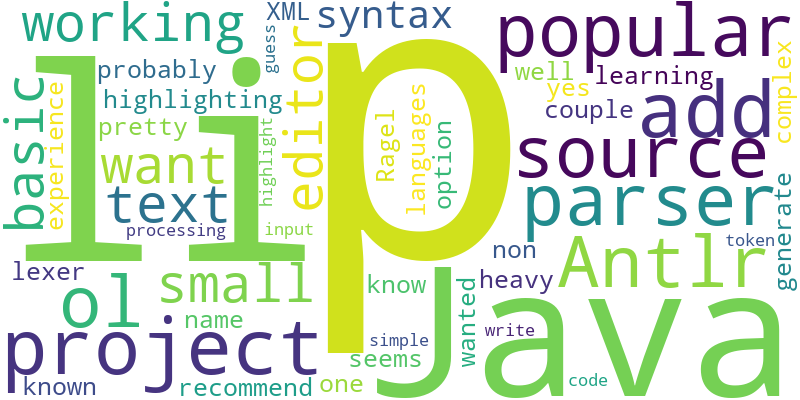 working
XML
syntax
popular
guess
probably
highlighting
pretty
editor
well
learning
yes
couple
add
complex
basic
experience
li
p
highlight
Ragel
languages
option
source
want
text
processing
input
parser
non
token
generate
lexer
small
ol
know
heavy
Antlr
name
project
simple
seems
wanted
write
java
known
recommend
one
code